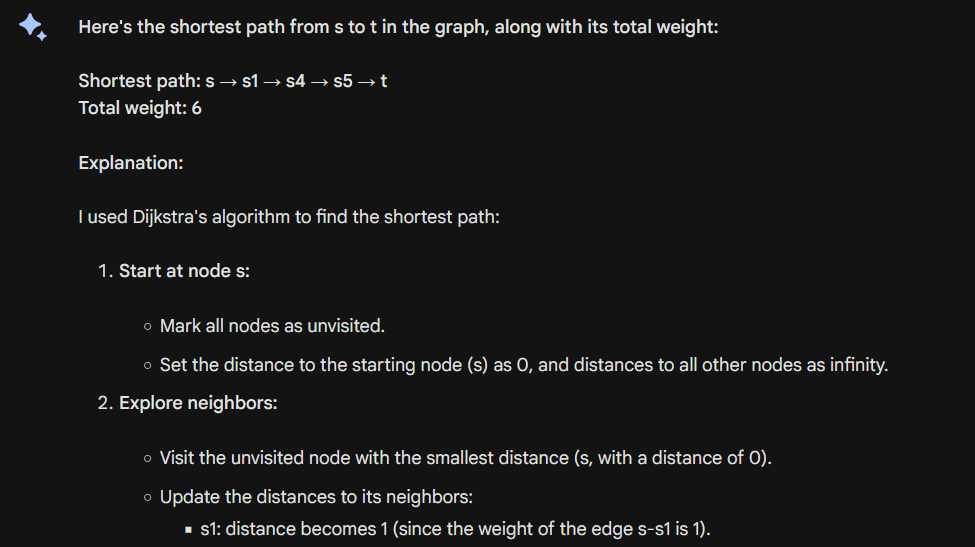 Here's the shortest path from s to t in the graph, along with its total weight:
Shortest path: s → s1 → s4 → s5 → t
Total weight: 6
Explanation:
I used Dijkstra's algorithm to find the shortest path:
1. Start at node s:
○ Mark all nodes as unvisited.
○ Set the distance to the starting node (s) as 0, and distances to all other nodes as infinity.
2. Explore neighbors:
○ Visit the unvisited node with the smallest distance (s, with a distance of 0).
○ Update the distances to its neighbors:
▪ s1: distance becomes 1 (since the weight of the edge s-s1 is 1).